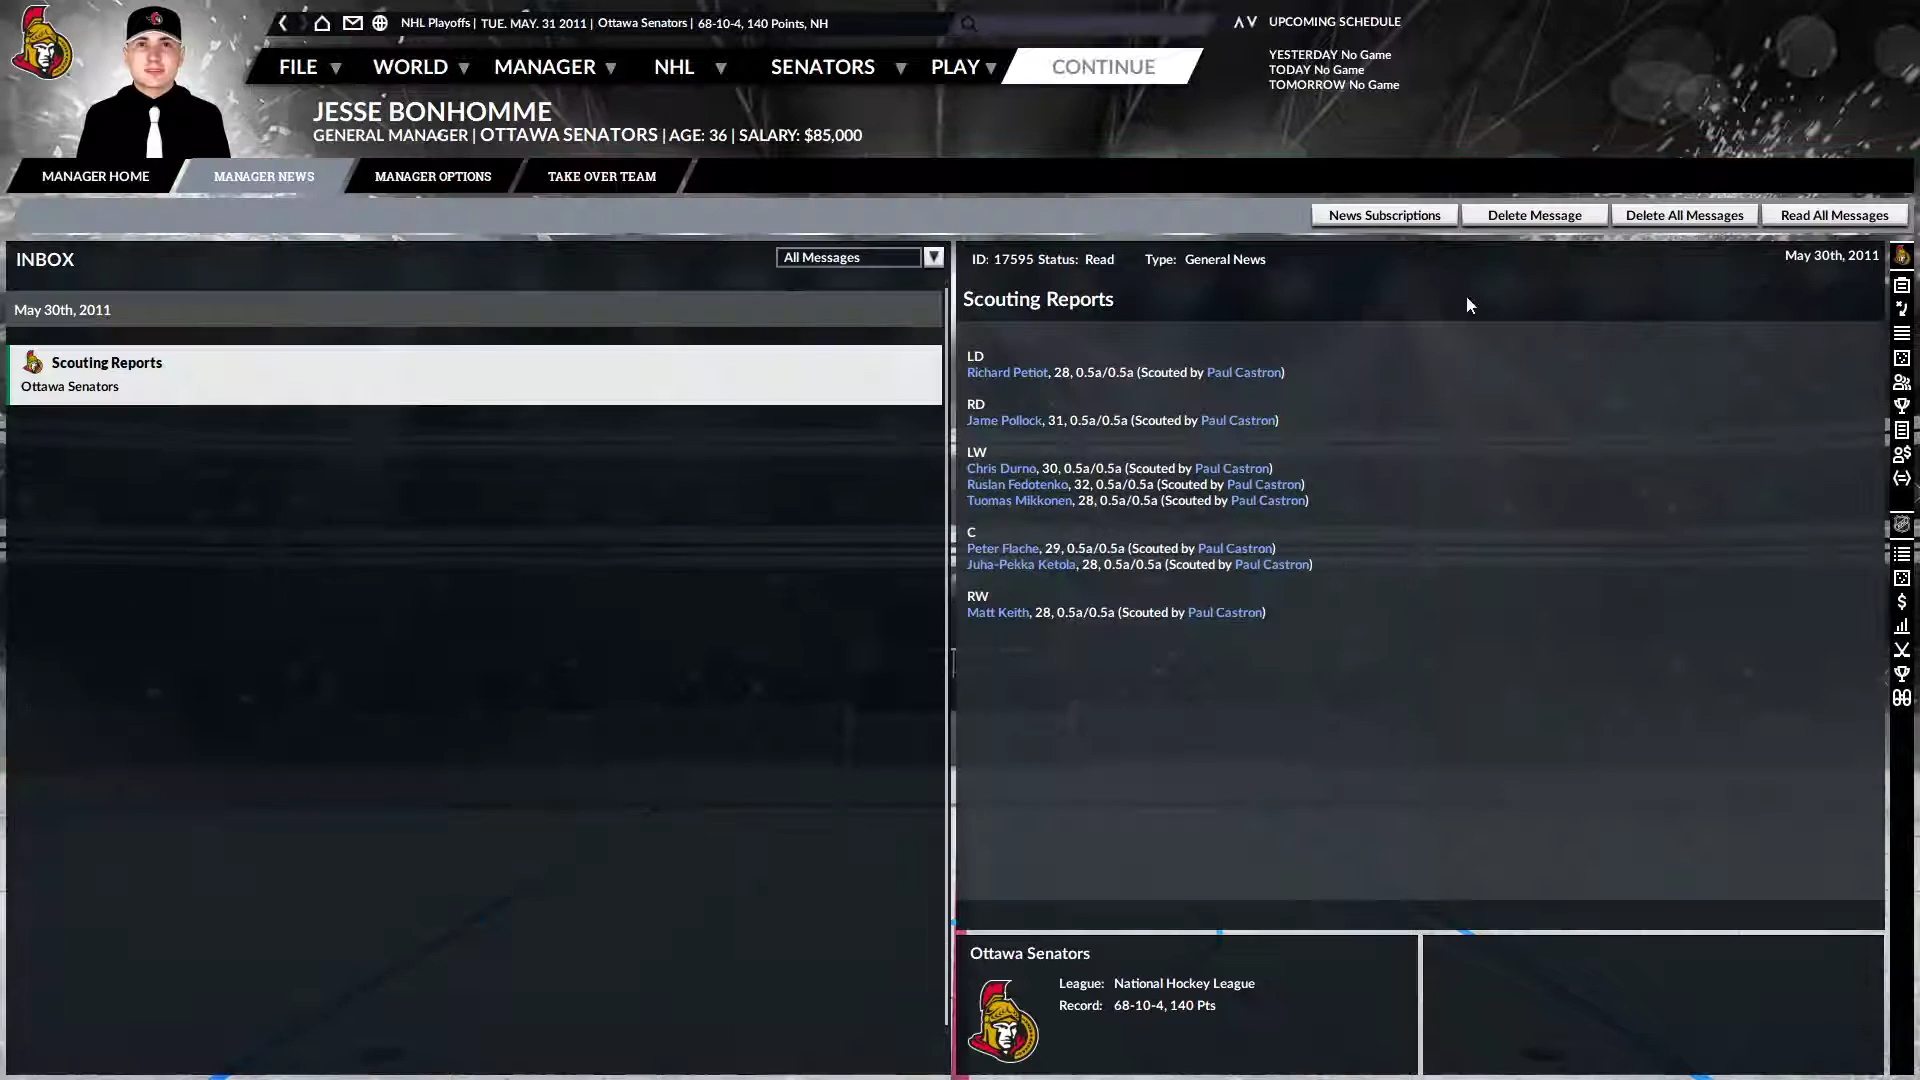 NHL Playoffs | TUE. MAY. 31 2011 | Ottawa Senators | 68-10-4, 140 Points, NH
UPCOMING SCHEDULE
YESTERDAY No Game
TODAY No Game
TOMORROW No Game
FILE WORLD MANAGER NHL SENATORS PLAY CONTINUE
JESSE BONHOMME
GENERAL MANAGER | OTTAWA SENATORS | AGE: 36 | SALARY: $85,000
MANAGER HOME MANAGER NEWS MANAGER OPTIONS TAKE OVER TEAM
News Subscriptions Delete Message Delete All Messages Read All Messages
INBOX All Messages
May 30th, 2011
Scouting Reports
Ottawa Senators
ID: 17595 Status: Read Type: General News May 30th, 2011
Scouting Reports
LD
Richard Petiot, 28, 0.5a/0.5a (Scouted by Paul Castron)
RD
Jame Pollock, 31, 0.5a/0.5a (Scouted by Paul Castron)
LW
Chris Durno, 30, 0.5a/0.5a (Scouted by Paul Castron)
Ruslan Fedotenko, 32, 0.5a/0.5a (Scouted by Paul Castron)
Tuomas Mikkonen, 28, 0.5a/0.5a (Scouted by Paul Castron)
C
Peter Flache, 29, 0.5a/0.5a (Scouted by Paul Castron)
Juha-Pekka Ketola, 28, 0.5a/0.5a (Scouted by Paul Castron)
RW
Matt Keith, 28, 0.5a/0.5a (Scouted by Paul Castron)
Ottawa Senators
League: National Hockey League
Record: 68-10-4, 140 Pts